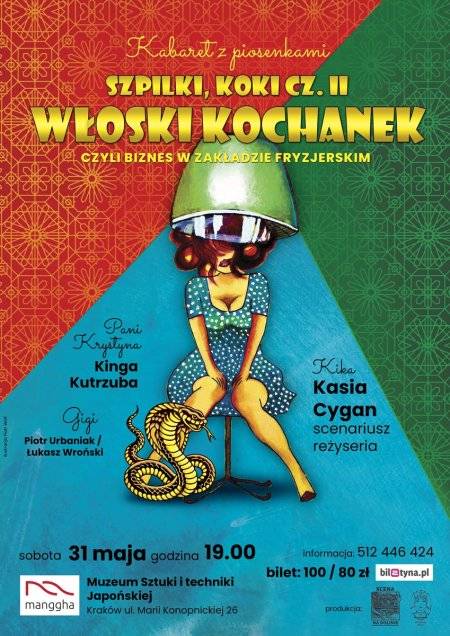 Kabaret z piosenkami
SZPILKI, KOKI CZ. II
WŁOSKI KOCHANEK
CZYLI BIZNES W ZAKŁADZIE FRYZJERSKIM
Pani
Krystyna
Kinga
Kutrzuba
Gigi
Piotr Urbaniak /
Łukasz Wroński
Kika
Kasia
Cygan
scenariusz
reżyseria
sobota 31 maja godzina 19.00
informacja: 512 446 424
bilet: 100 / 80 zł biletyna.pl
manggha
Muzeum Sztuki i techniki
Japońskiej
Kraków ul. Marii Konopnickiej 26
produkcja:
SCENA